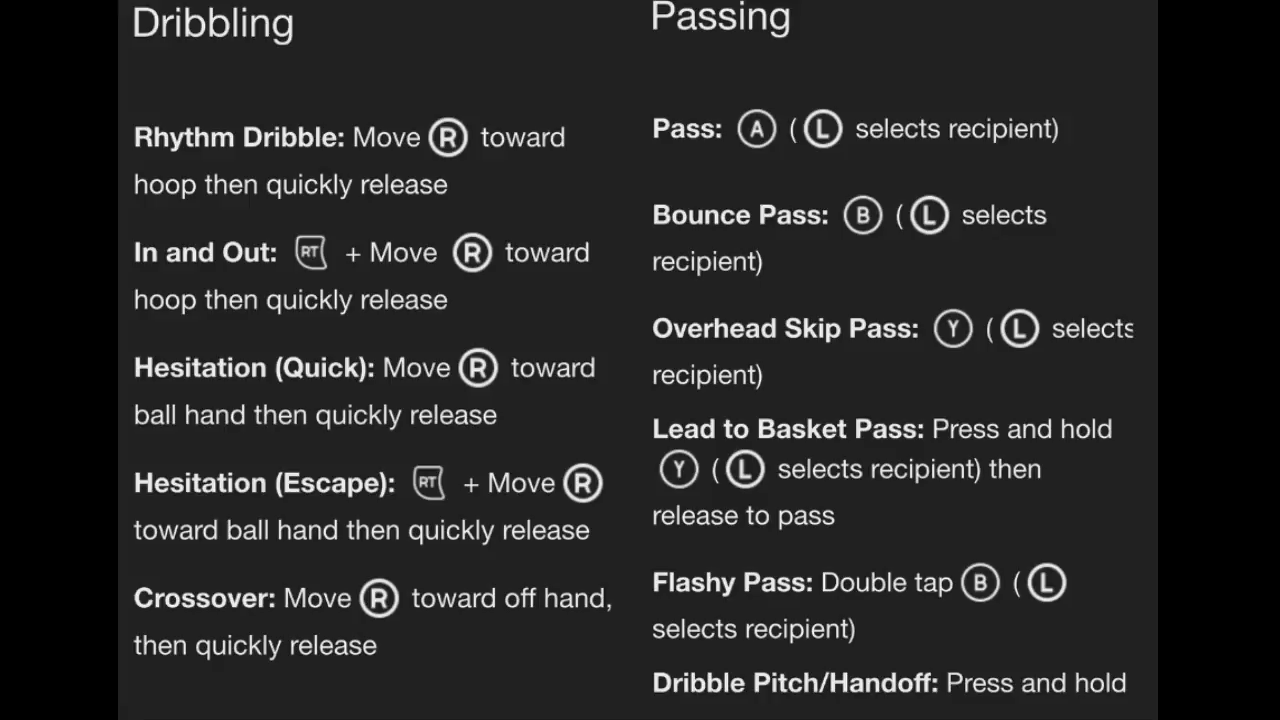 Dribbling
Rhythm Dribble: Move R toward
hoop then quickly release
In and Out: RT + Move R toward
hoop then quickly release
Hesitation (Quick): Move R toward
ball hand then quickly release
Hesitation (Escape): RT + Move R
toward ball hand then quickly release
Crossover: Move R toward off hand,
then quickly release
Passing
Pass: A ( L selects recipient)
Bounce Pass: B ( L selects
recipient)
Overhead Skip Pass: Y ( L selects
recipient)
Lead to Basket Pass: Press and hold
Y ( L selects recipient) then
release to pass
Flashy Pass: Double tap B ( L
selects recipient)
Dribble Pitch/Handoff: Press and hold